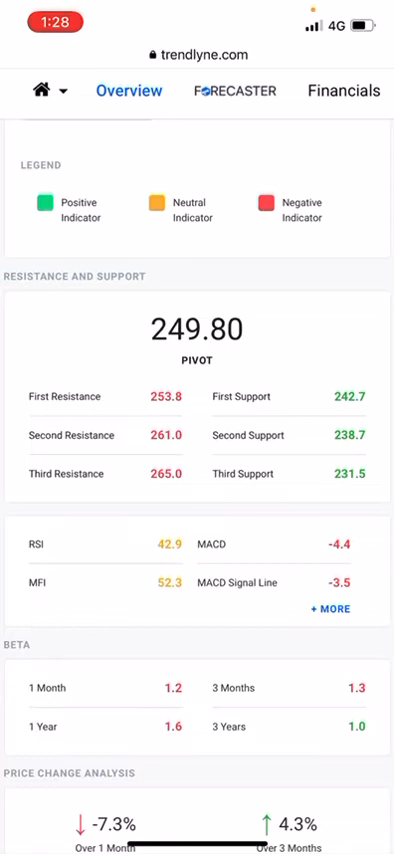 1:28
4G
trendlyne.com
Overview FORECASTER Financials
LEGEND
Positive Indicator
Neutral Indicator
Negative Indicator
RESISTANCE AND SUPPORT
249.80
PIVOT
First Resistance 253.8 First Support 242.7
Second Resistance 261.0 Second Support 238.7
Third Resistance 265.0 Third Support 231.5
RSI 42.9 MACD -4.4
MFI 52.3 MACD Signal Line -3.5
+ MORE
BETA
1 Month 1.2 3 Months 1.3
1 Year 1.6 3 Years 1.0
PRICE CHANGE ANALYSIS
↓ -7.3% ↑ 4.3%
Over 1 Month Over 3 Months